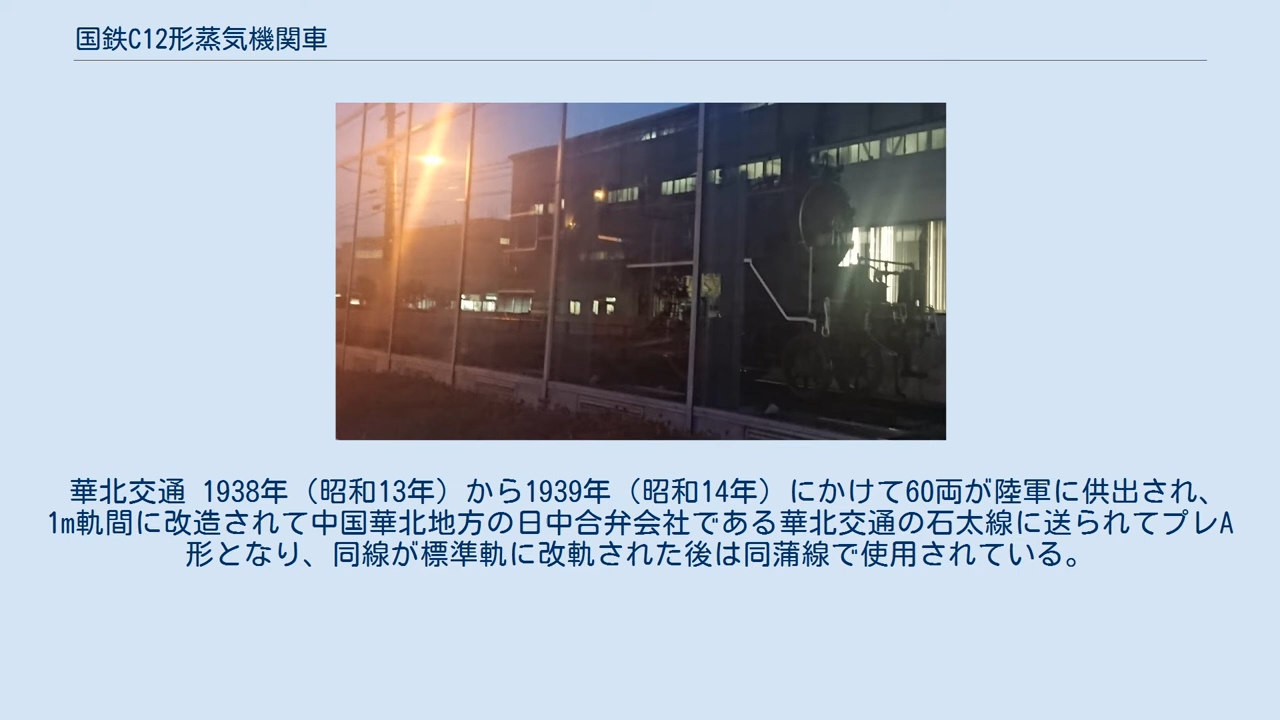 国鉄C12形蒸気機関車
華北交通 1938年（昭和13年）から1939年（昭和14年）にかけて60両が陸軍に供出され、
1m軌間に改造されて中国華北地方の日中合弁会社である華北交通の石太線に送られてプレA
形となり、同線が標準軌に改軌された後は同蒲線で使用されている。